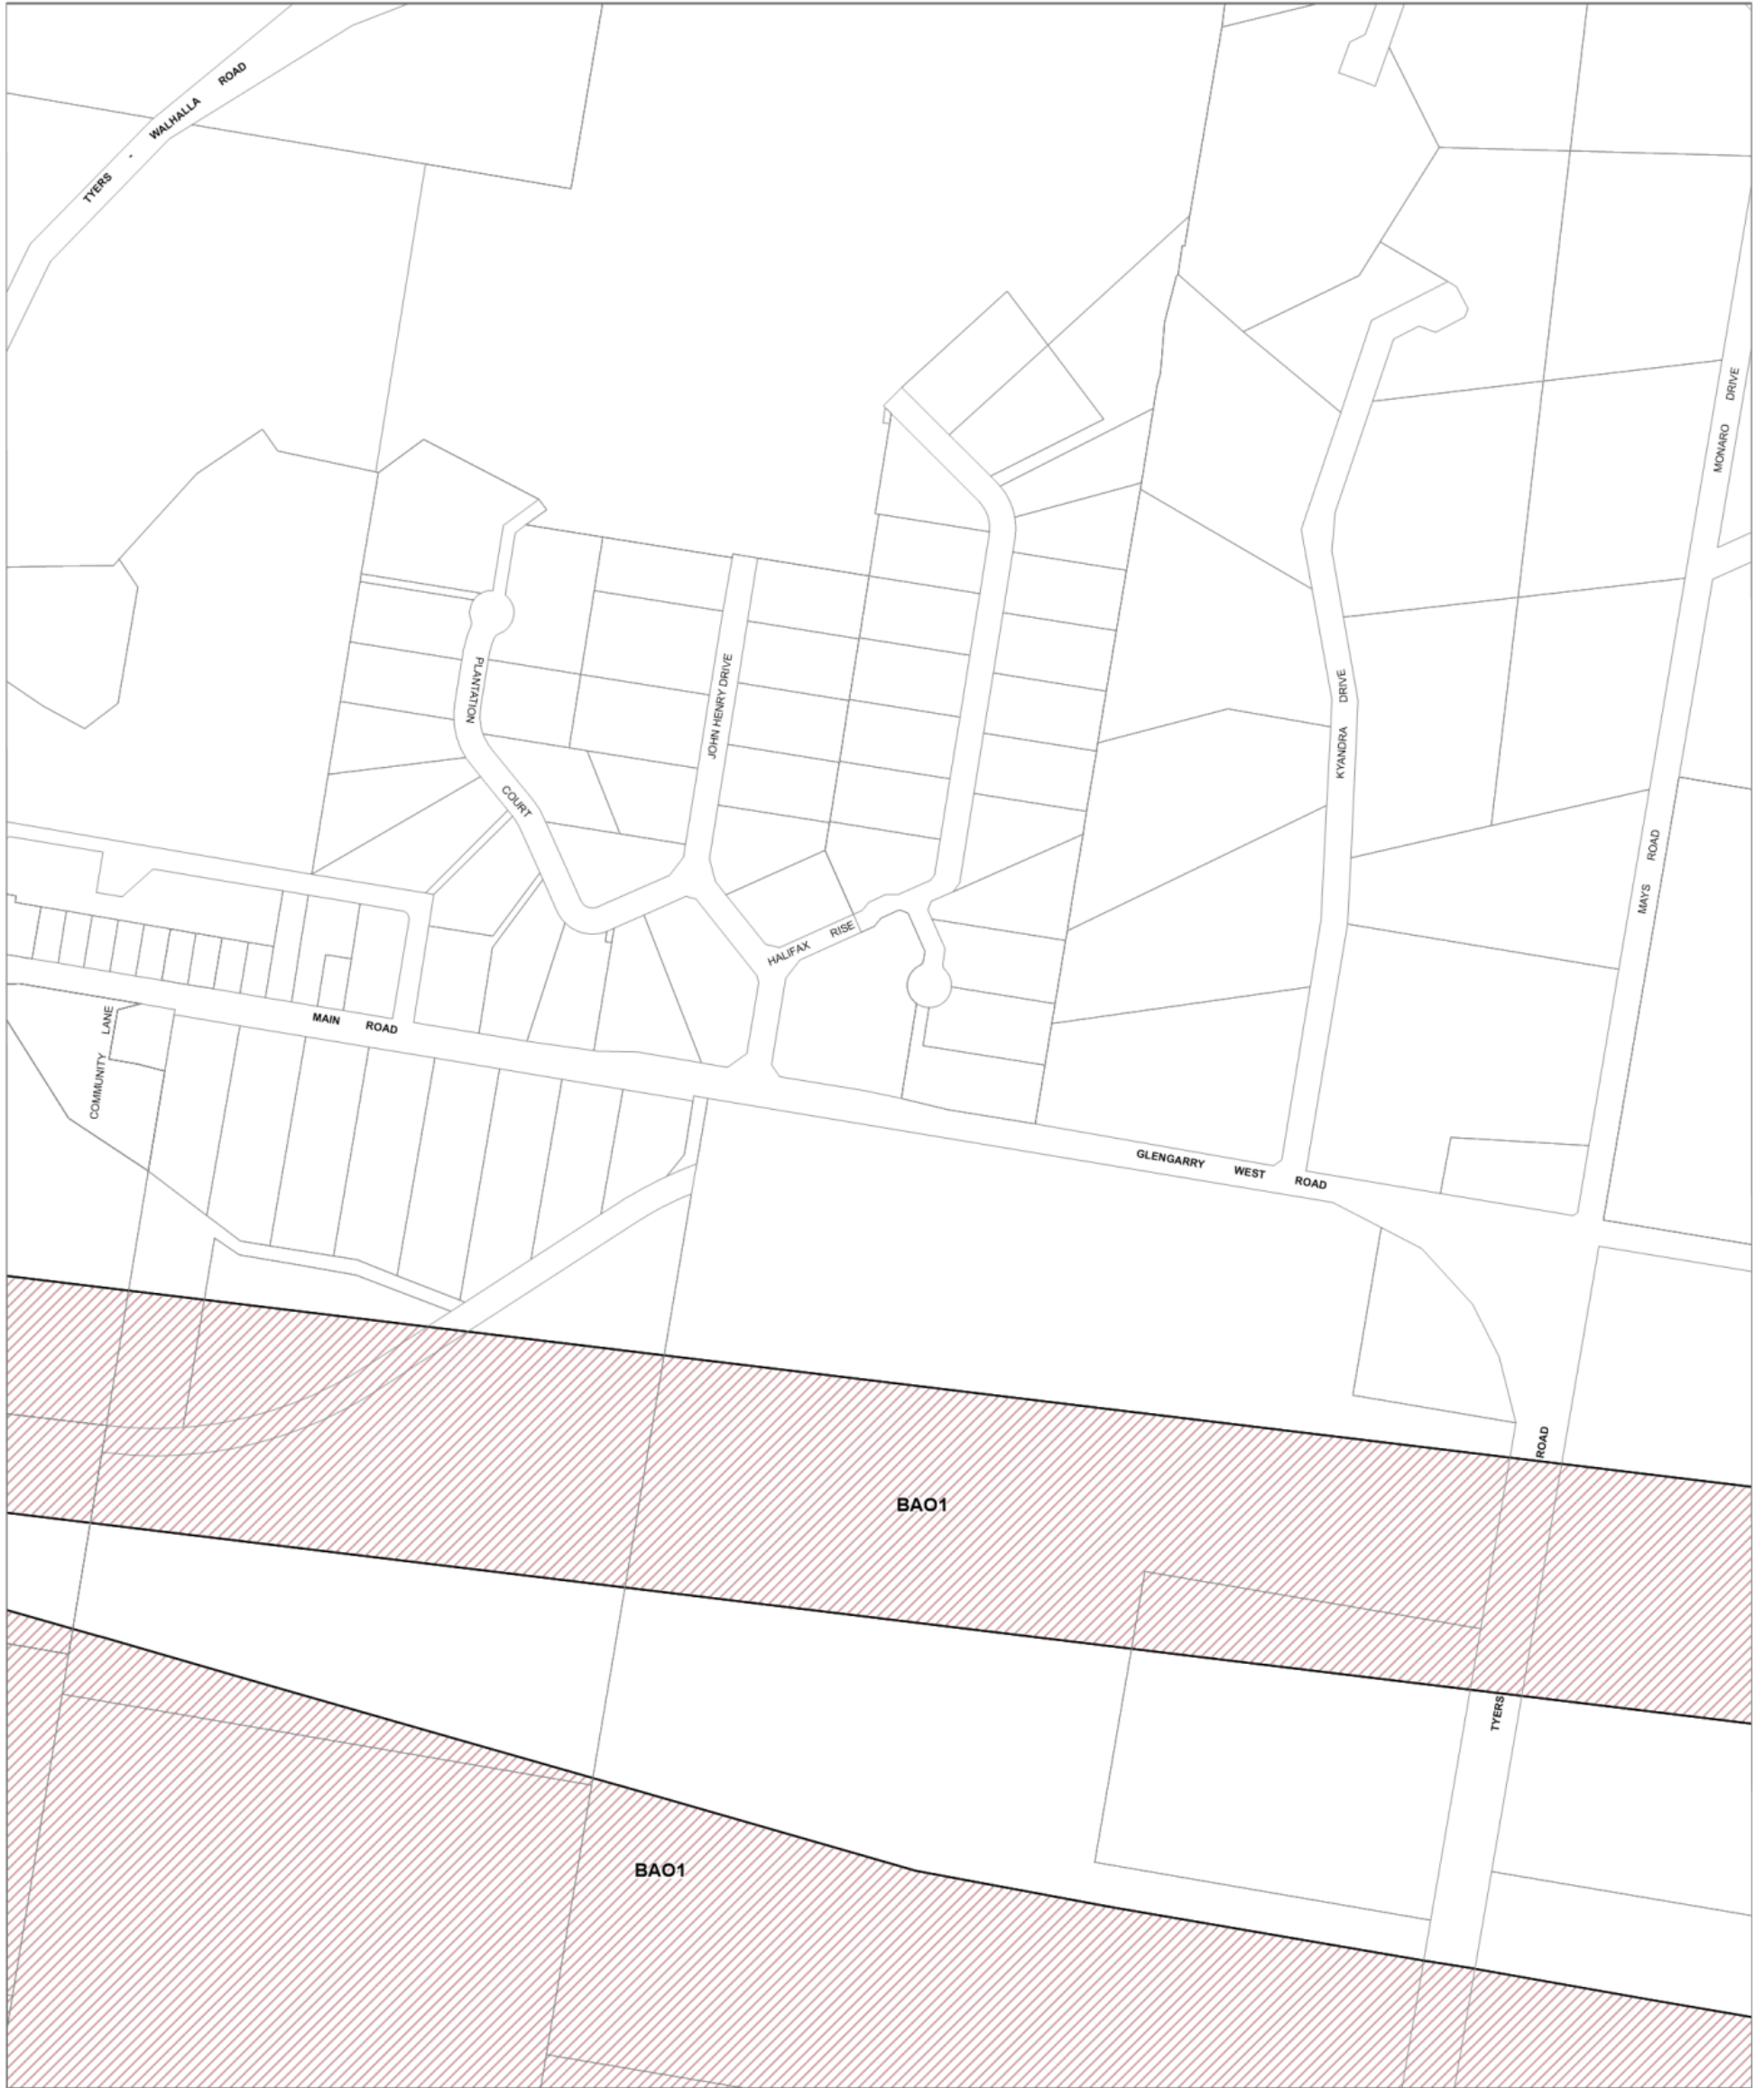 TYERS - WALHALLA ROAD
MONARO DRIVE
PLANTATION
COURT
JOHN HENRY DRIVE
KYANDRA DRIVE
MAYS ROAD
HALIFAX RISE
MAIN ROAD
COMMUNITY LANE
GLENGARRY WEST ROAD
TYERS ROAD
BAO1
BAO1